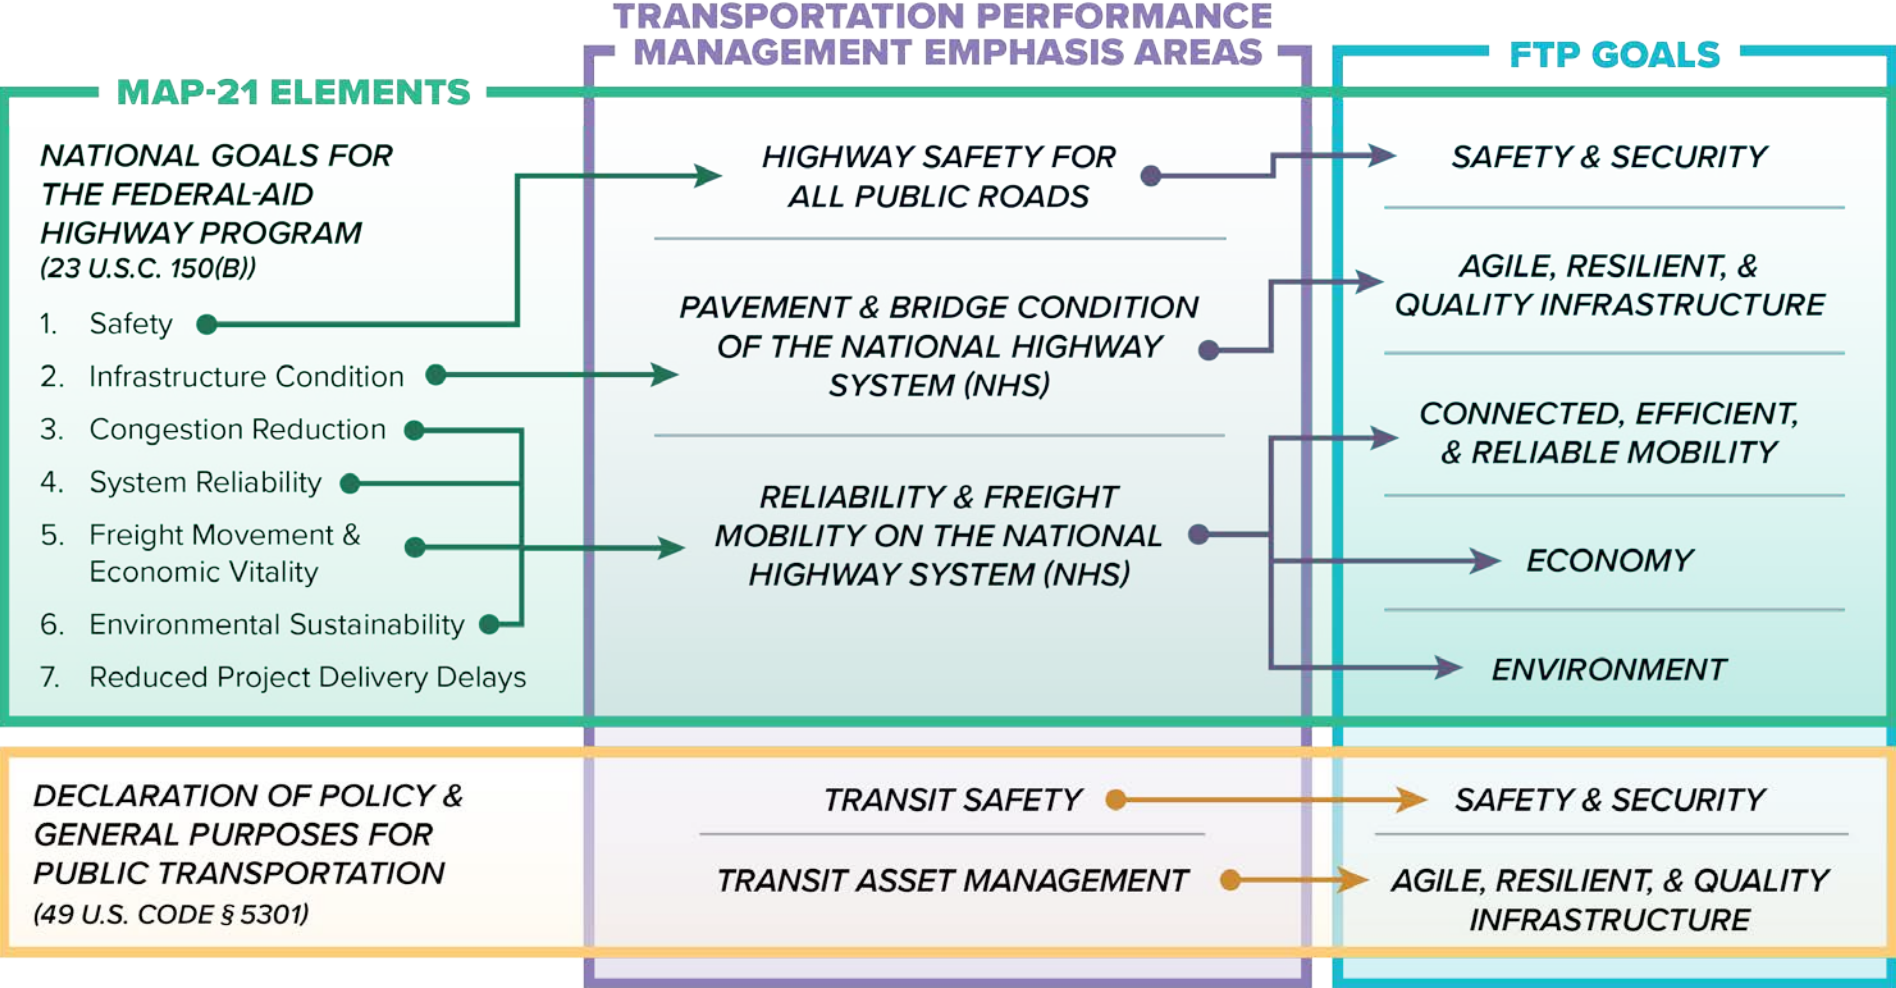 TRANSPORTATION PERFORMANCE
MANAGEMENT EMPHASIS AREAS
FTP GOALS
MAP-21 ELEMENTS
NATIONAL GOALS FOR
THE FEDERAL-AID
HIGHWAY PROGRAM
(23 U.S.C. 150(B))
1. Safety
2. Infrastructure Condition
3. Congestion Reduction
4. System Reliability
5. Freight Movement &
Economic Vitality
6. Environmental Sustainability
7. Reduced Project Delivery Delays
HIGHWAY SAFETY FOR
ALL PUBLIC ROADS
PAVEMENT & BRIDGE CONDITION
OF THE NATIONAL HIGHWAY
SYSTEM (NHS)
RELIABILITY & FREIGHT
MOBILITY ON THE NATIONAL
HIGHWAY SYSTEM (NHS)
SAFETY & SECURITY
AGILE, RESILIENT, &
QUALITY INFRASTRUCTURE
CONNECTED, EFFICIENT,
& RELIABLE MOBILITY
ECONOMY
ENVIRONMENT
DECLARATION OF POLICY &
GENERAL PURPOSES FOR
PUBLIC TRANSPORTATION
(49 U.S. CODE § 5301)
TRANSIT SAFETY
TRANSIT ASSET MANAGEMENT
SAFETY & SECURITY
AGILE, RESILIENT, & QUALITY
INFRASTRUCTURE